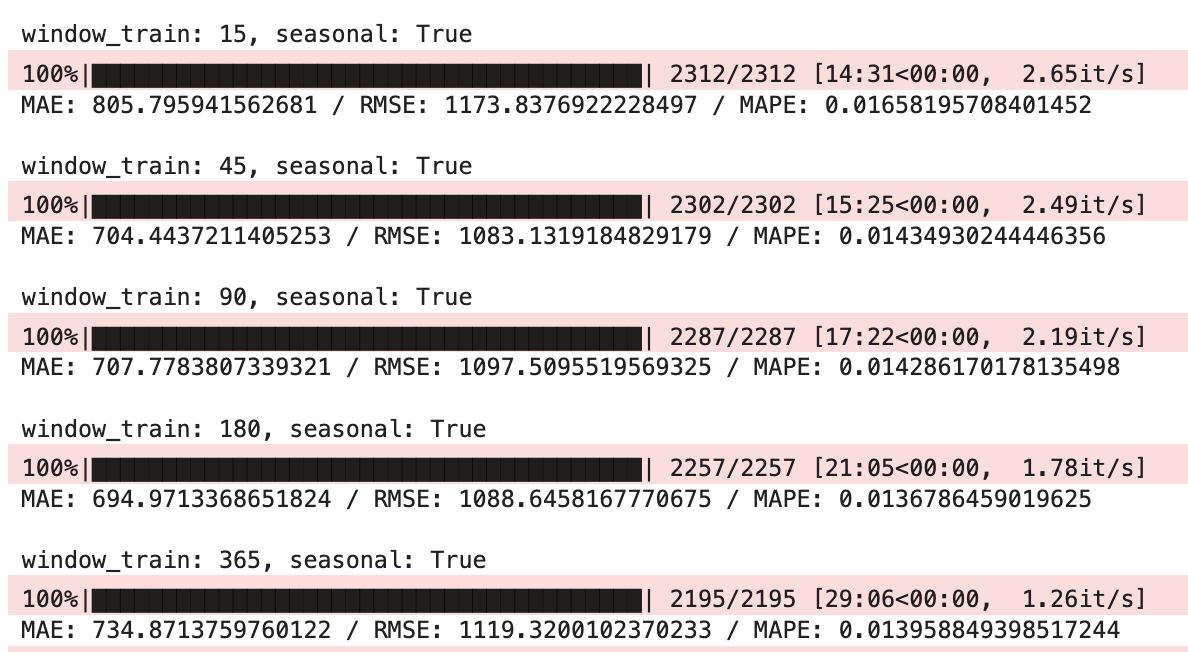 window_train: 15, seasonal: True
100%|██████████████████████████████████████| 2312/2312 [14:31<00:00, 2.65it/s]
MAE: 805.795941562681 / RMSE: 1173.8376922228497 / MAPE: 0.01658195708401452
window_train: 45, seasonal: True
100%|██████████████████████████████████████| 2302/2302 [15:25<00:00, 2.49it/s]
MAE: 704.4437211405253 / RMSE: 1083.1319184829179 / MAPE: 0.01434930244446356
window_train: 90, seasonal: True
100%|██████████████████████████████████████| 2287/2287 [17:22<00:00, 2.19it/s]
MAE: 707.7783807339321 / RMSE: 1097.5095519569325 / MAPE: 0.014286170178135498
window_train: 180, seasonal: True
100%|██████████████████████████████████████| 2257/2257 [21:05<00:00, 1.78it/s]
MAE: 694.9713368651824 / RMSE: 1088.6458167770675 / MAPE: 0.0136786459019625
window_train: 365, seasonal: True
100%|██████████████████████████████████████| 2195/2195 [29:06<00:00, 1.26it/s]
MAE: 734.8713759760122 / RMSE: 1119.3200102370233 / MAPE: 0.013958849398517244